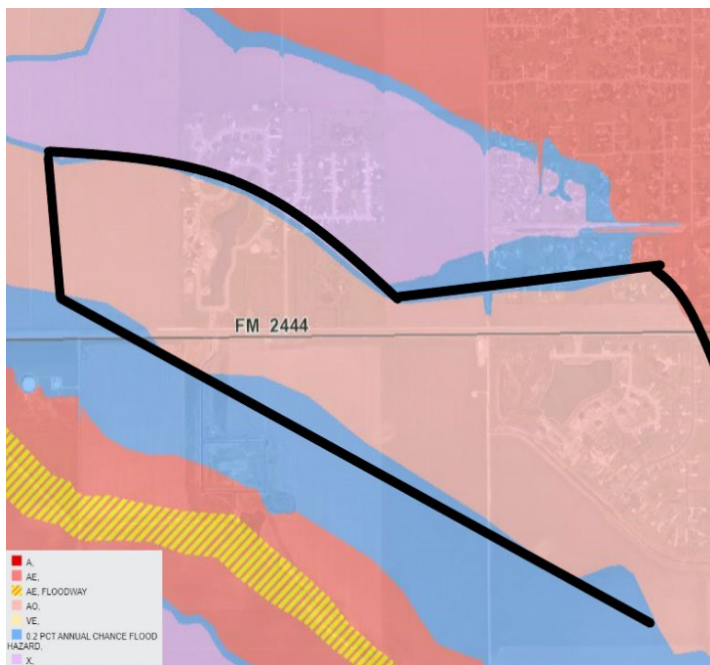 FM 2444
A,
AE,
AE, FLOODWAY
AO,
VE,
0.2 PCT ANNUAL CHANCE FLOOD
HAZARD,
X,